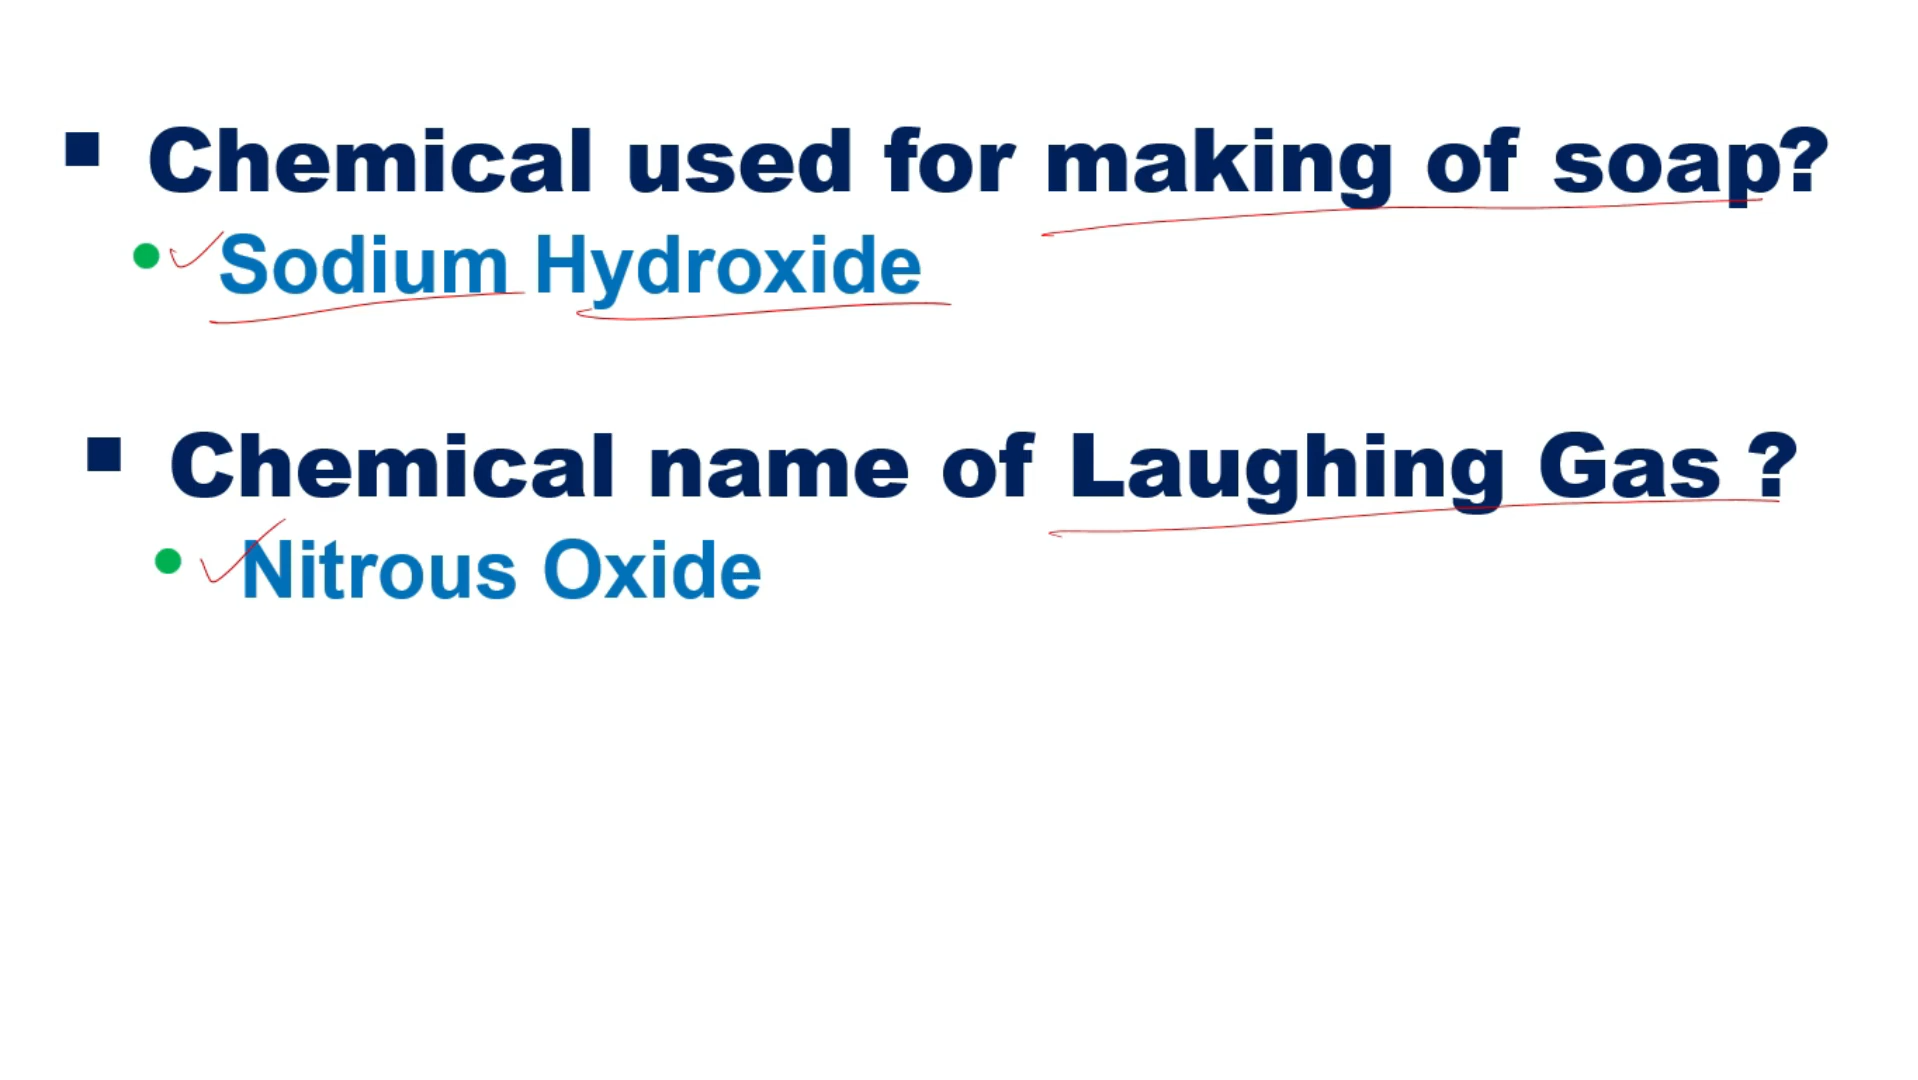 Chemical used for making of soap?
Sodium Hydroxide
Chemical name of Laughing Gas ?
Nitrous Oxide